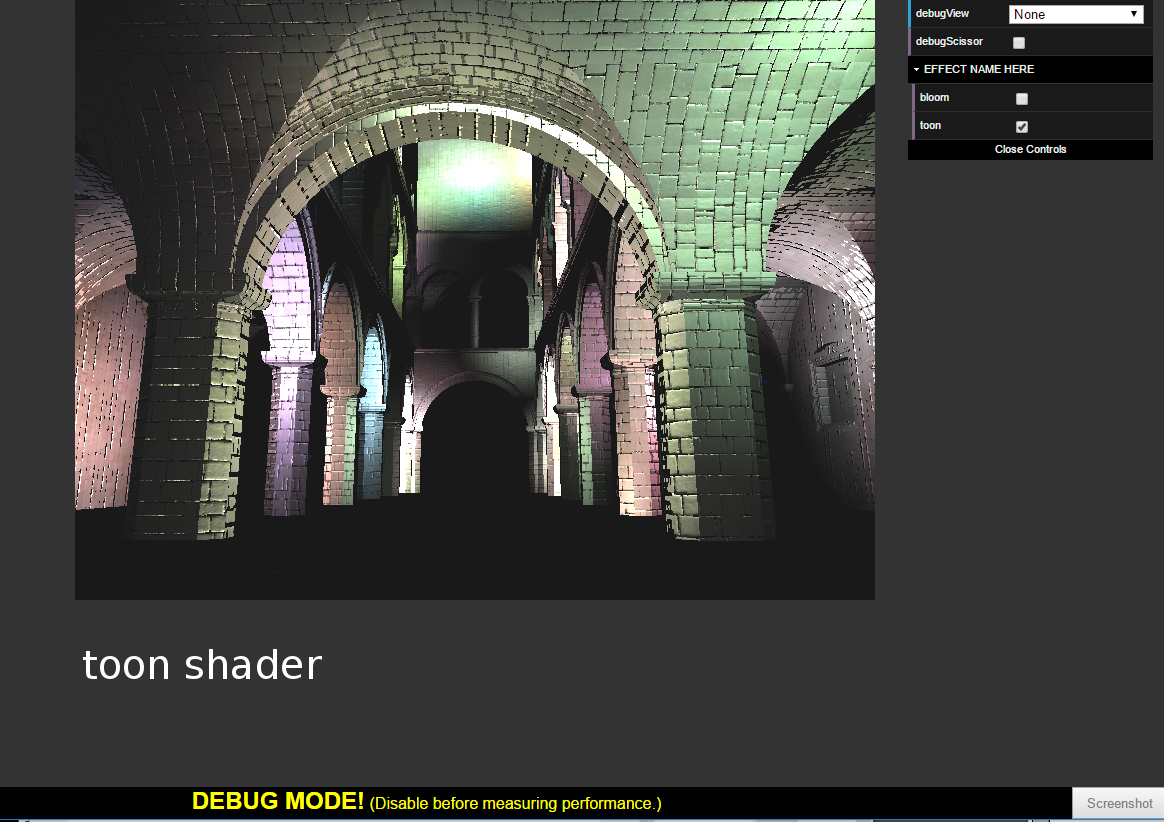 debugView None
debugScissor
EFFECT NAME HERE
bloom
toon
Close Controls
toon shader
DEBUG MODE! (Disable before measuring performance.)
Screenshot